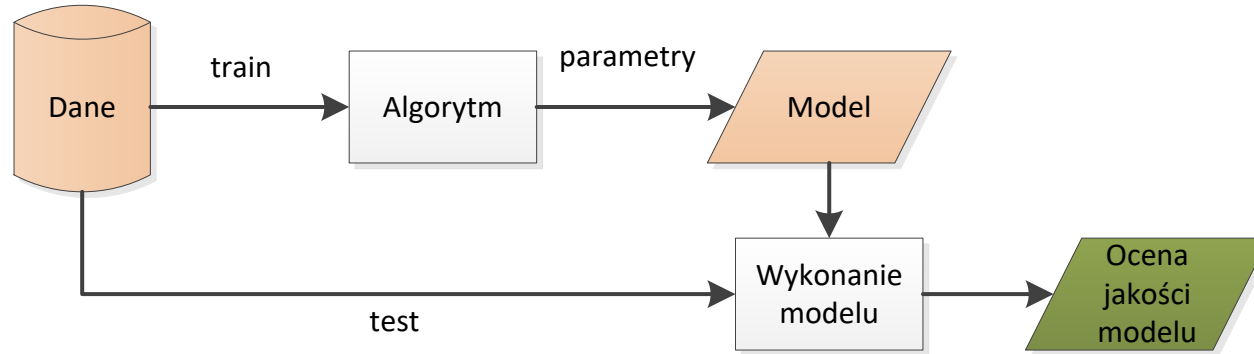 train
parametry
Dane
Algorytm
Model
test
Wykonanie
modelu
Ocena
jakości
modelu